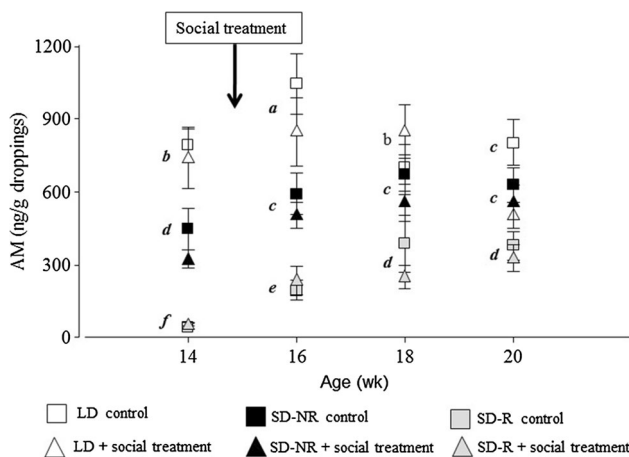 Social treatment
1200
900
600
300
0
AM (ng/g droppings)
b
d
f
a
c
e
b
c
d
c
c
d
14 16 18 20
Age (wk)
LD control SD-NR control SD-R control
LD + social treatment SD-NR + social treatment SD-R + social treatment